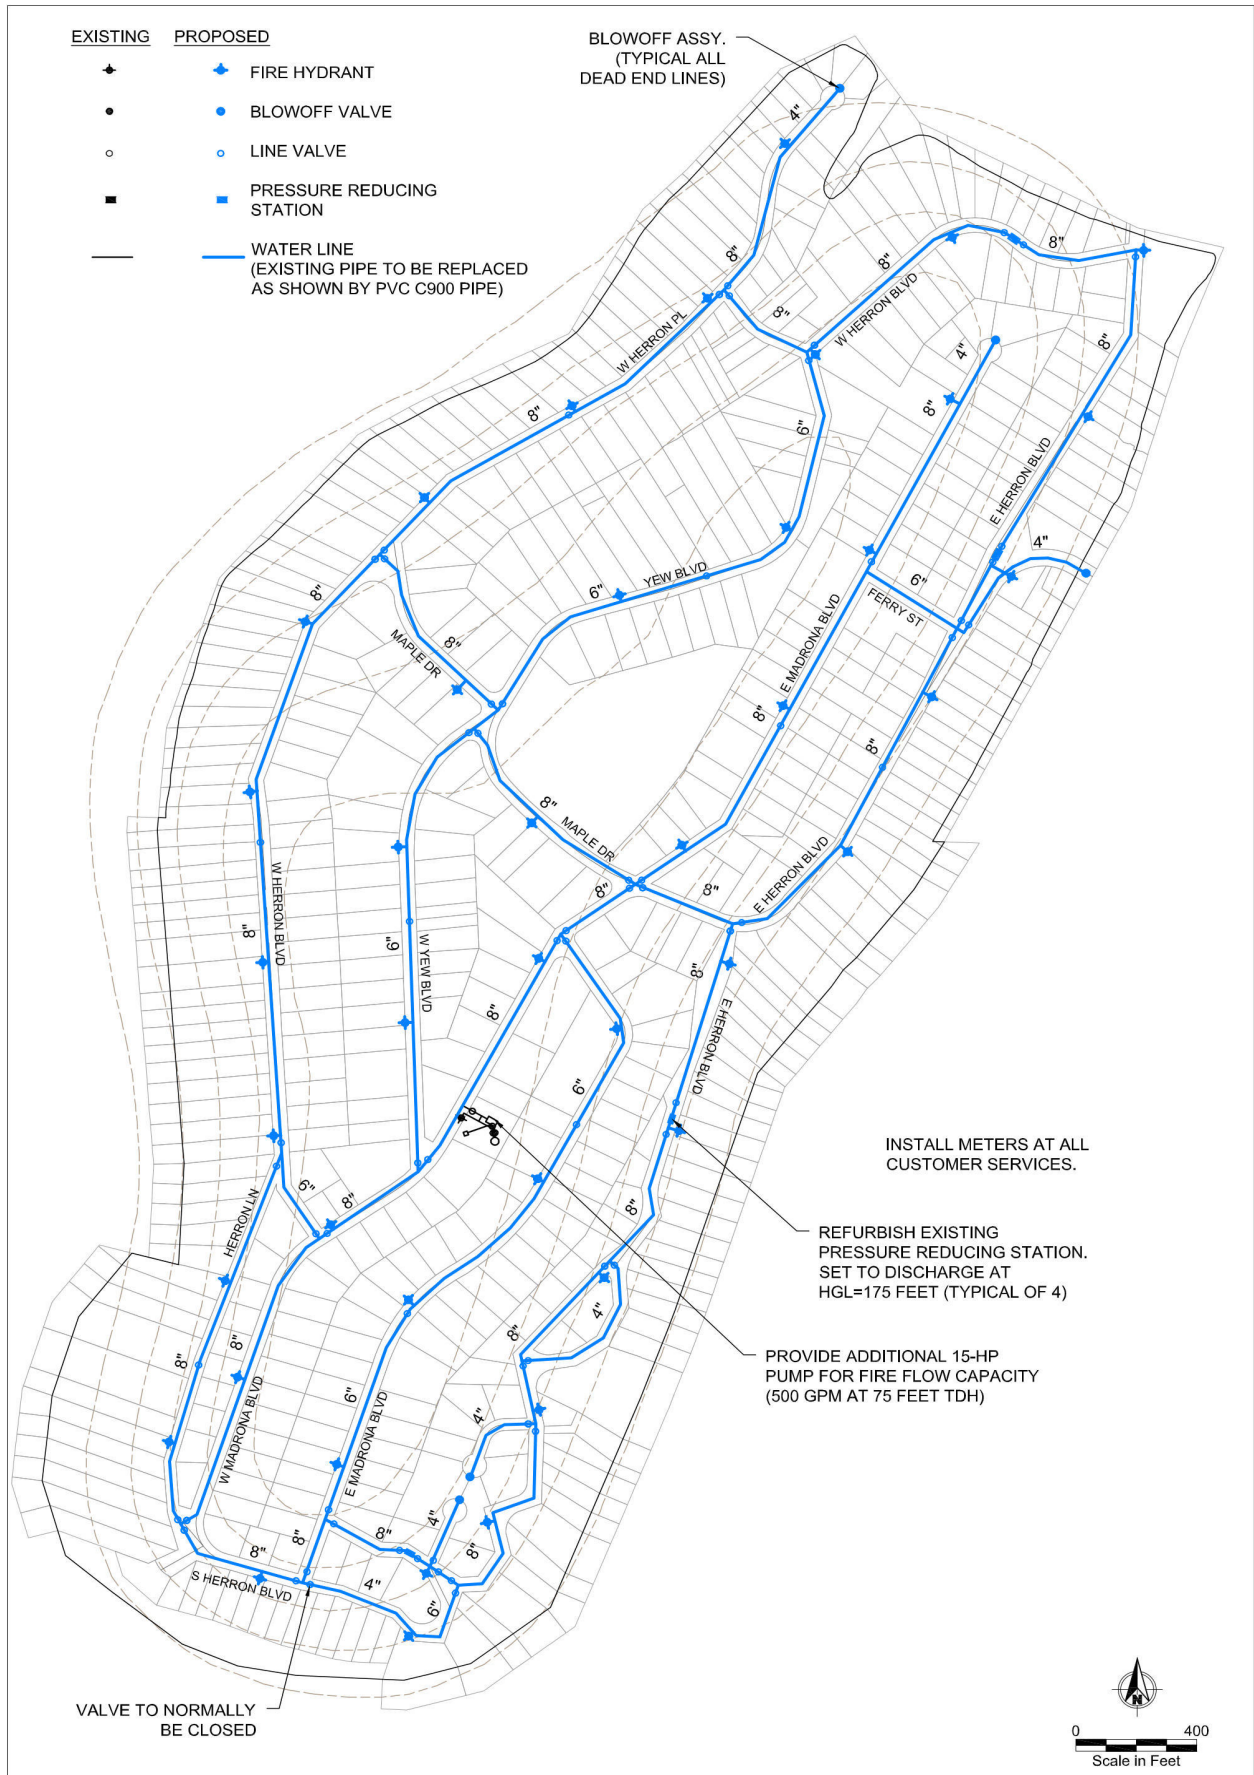 EXISTING PROPOSED
FIRE HYDRANT
BLOWOFF VALVE
LINE VALVE
PRESSURE REDUCING
STATION
WATER LINE
(EXISTING PIPE TO BE REPLACED
AS SHOWN BY PVC C900 PIPE)
BLOWOFF ASSY.
(TYPICAL ALL
DEAD END LINES)
4"
8"
8"
8"
8"
W HERRON BLVD
W HERRON PL
8"
4"
8"
8"
6"
E HERRON BLVD
4"
8"
6"
YEW BLVD
6"
FERRY ST
MAPLE DR
8"
E MADRONA BLVD
8"
8"
8"
MAPLE DR
8"
8"
E HERRON BLVD
W HERRON BLVD
8"
6"
W YEW BLVD
8"
8"
E HERRON BLVD
6"
INSTALL METERS AT ALL
CUSTOMER SERVICES.
6"
8"
HERRON LN
8"
REFURBISH EXISTING
PRESSURE REDUCING STATION.
SET TO DISCHARGE AT
HGL=175 FEET (TYPICAL OF 4)
4"
8"
8"
8"
PROVIDE ADDITIONAL 15-HP
PUMP FOR FIRE FLOW CAPACITY
(500 GPM AT 75 FEET TDH)
6"
W MADRONA BLVD
E MADRONA BLVD
4"
4"
8"
8"
8"
8"
S HERRON BLVD
4"
6"
VALVE TO NORMALLY
BE CLOSED
N
0 400
Scale in Feet